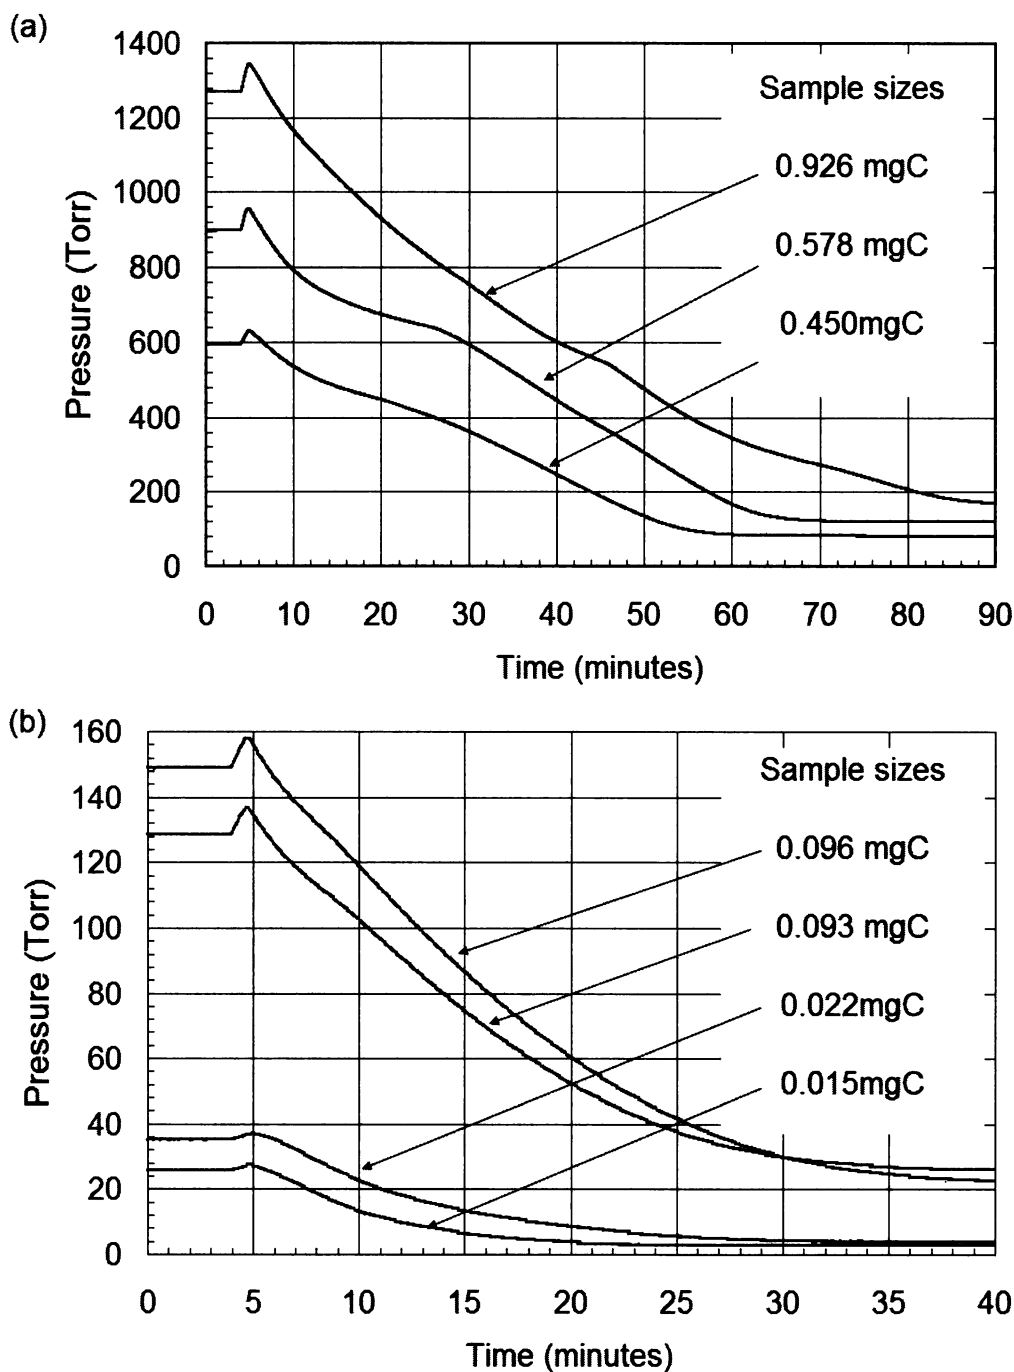 (a)
1400
1200
1000
800
600
400
200
0
Pressure (Torr)
Sample sizes
0.926 mgC
0.578 mgC
0.450mgC
0 10 20 30 40 50 60 70 80 90
Time (minutes)
(b)
160
140
120
100
80
60
40
20
0
Pressure (Torr)
Sample sizes
0.096 mgC
0.093 mgC
0.022mgC
0.015mgC
0 5 10 15 20 25 30 35 40
Time (minutes)